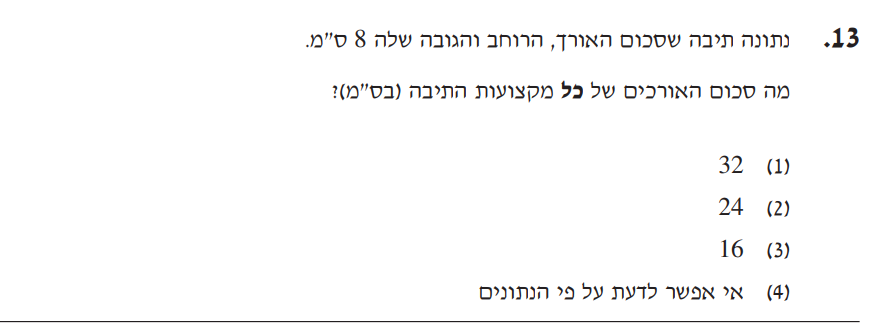 13. נתונה תיבה שסכום האורך, הרוחב והגובה שלה 8 ס"מ.
מה סכום האורכים של כל מקצועות התיבה (בס"מ)?
(1) 32
(2) 24
(3) 16
(4) אי אפשר לדעת על פי הנתונים